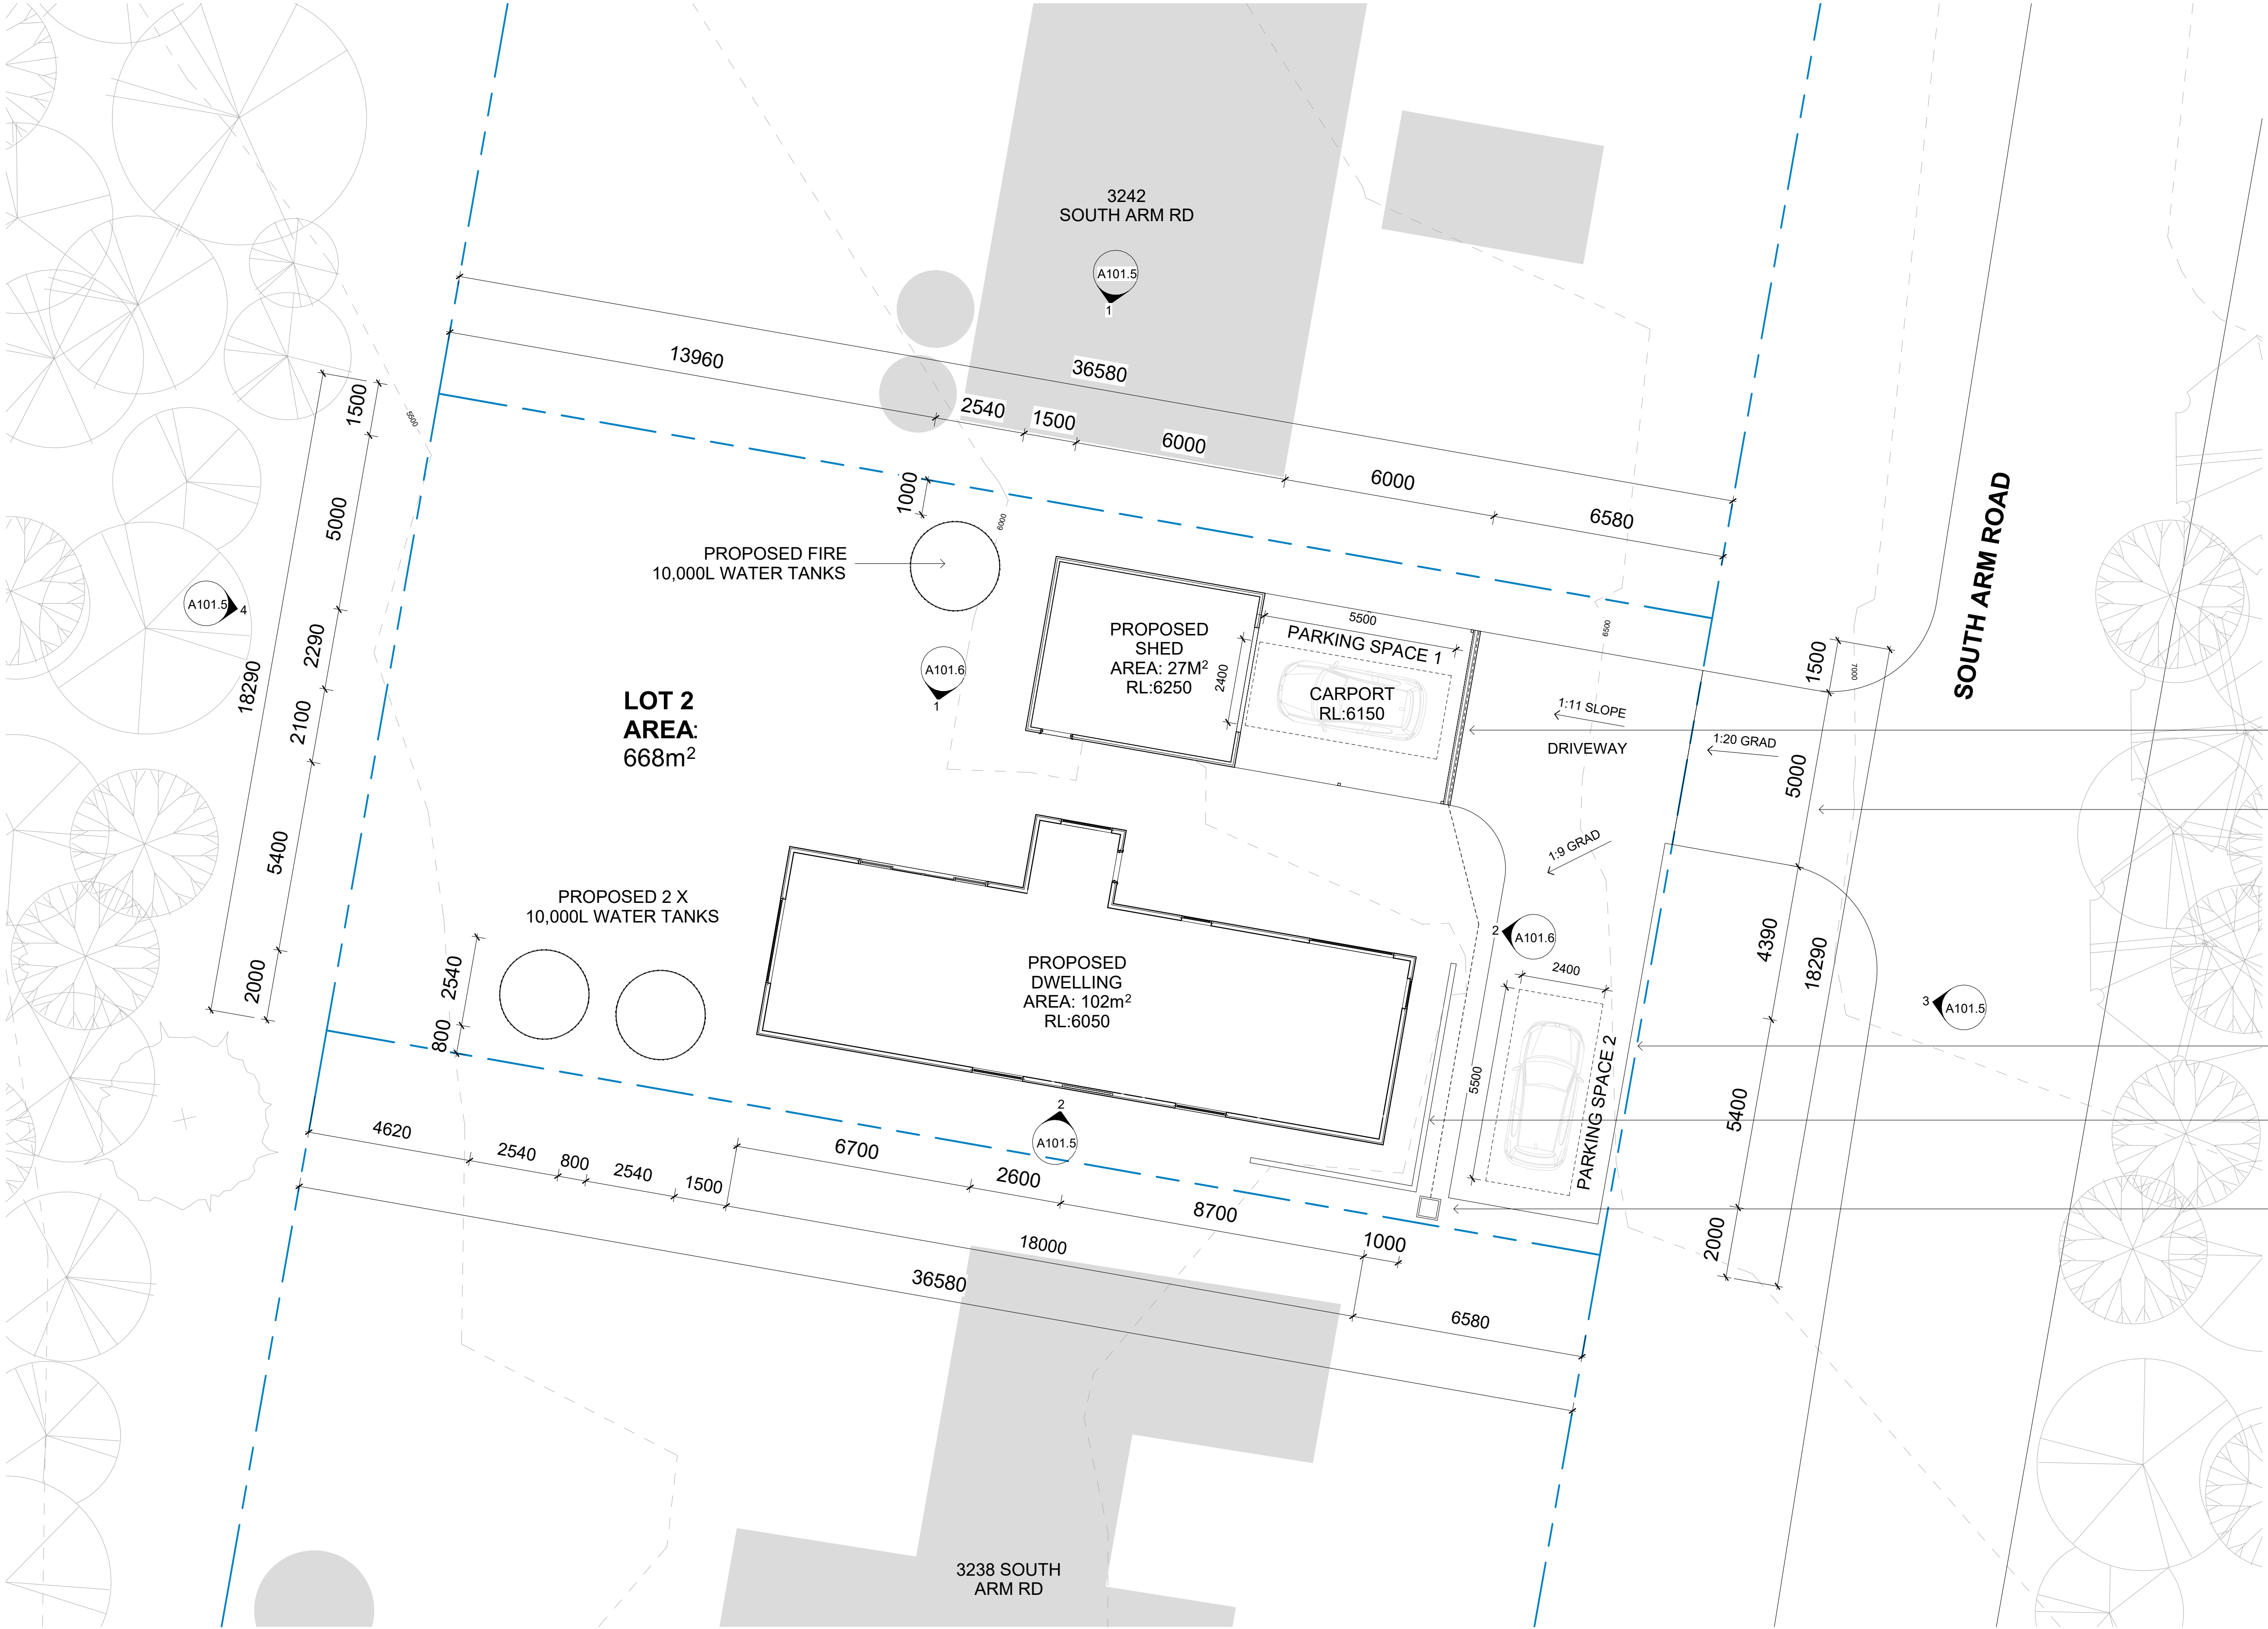 3242
SOUTH ARM RD
A101.5
1
13960
36580
2540
1500
6000
6000
6580
1500
5000
2290
2100
5400
2000
18290
5500
A101.5
4
1000
6000
PROPOSED FIRE
10,000L WATER TANKS
A101.6
1
PROPOSED
SHED
AREA: 27M²
RL:6250
5500
PARKING SPACE 1
2400
CARPORT
RL:6150
6500
1:11 SLOPE
DRIVEWAY
1:20 GRAD
1:9 GRAD
SOUTH ARM ROAD
1500
7000
5000
4390
18290
5400
2000
LOT 2
AREA:
668m²
PROPOSED 2 X
10,000L WATER TANKS
2540
800
PROPOSED
DWELLING
AREA: 102m²
RL:6050
2
A101.6
2400
5500
PARKING SPACE 2
3
A101.5
2
A101.5
4620
2540
800
2540
1500
6700
2600
8700
1000
18000
36580
6580
3238 SOUTH
ARM RD